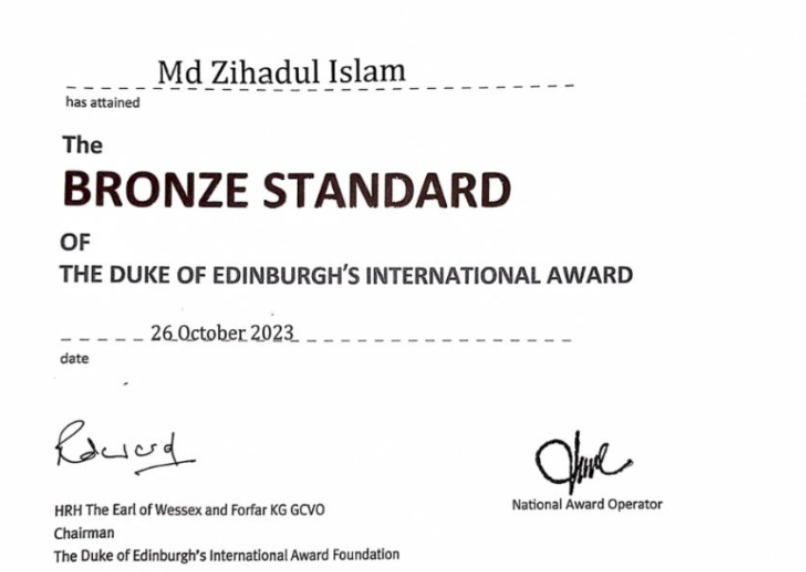 Md Zihadul Islam
has attained
The
BRONZE STANDARD
OF
THE DUKE OF EDINBURGH'S INTERNATIONAL AWARD
26 October 2023
date
Edward
HRH The Earl of Wessex and Forfar KG GCVO
Chairman
The Duke of Edinburgh's International Award Foundation
National Award Operator